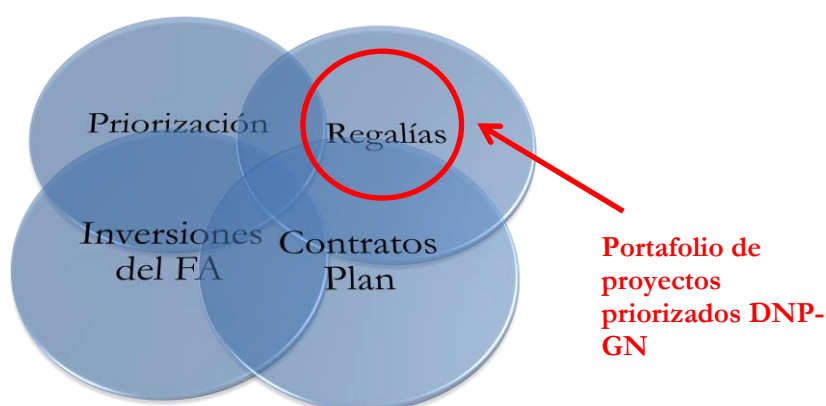 Priorización
Regalías
Inversiones
del FA
Contratos
Plan
Portafolio de
proyectos
priorizados DNP-
GN